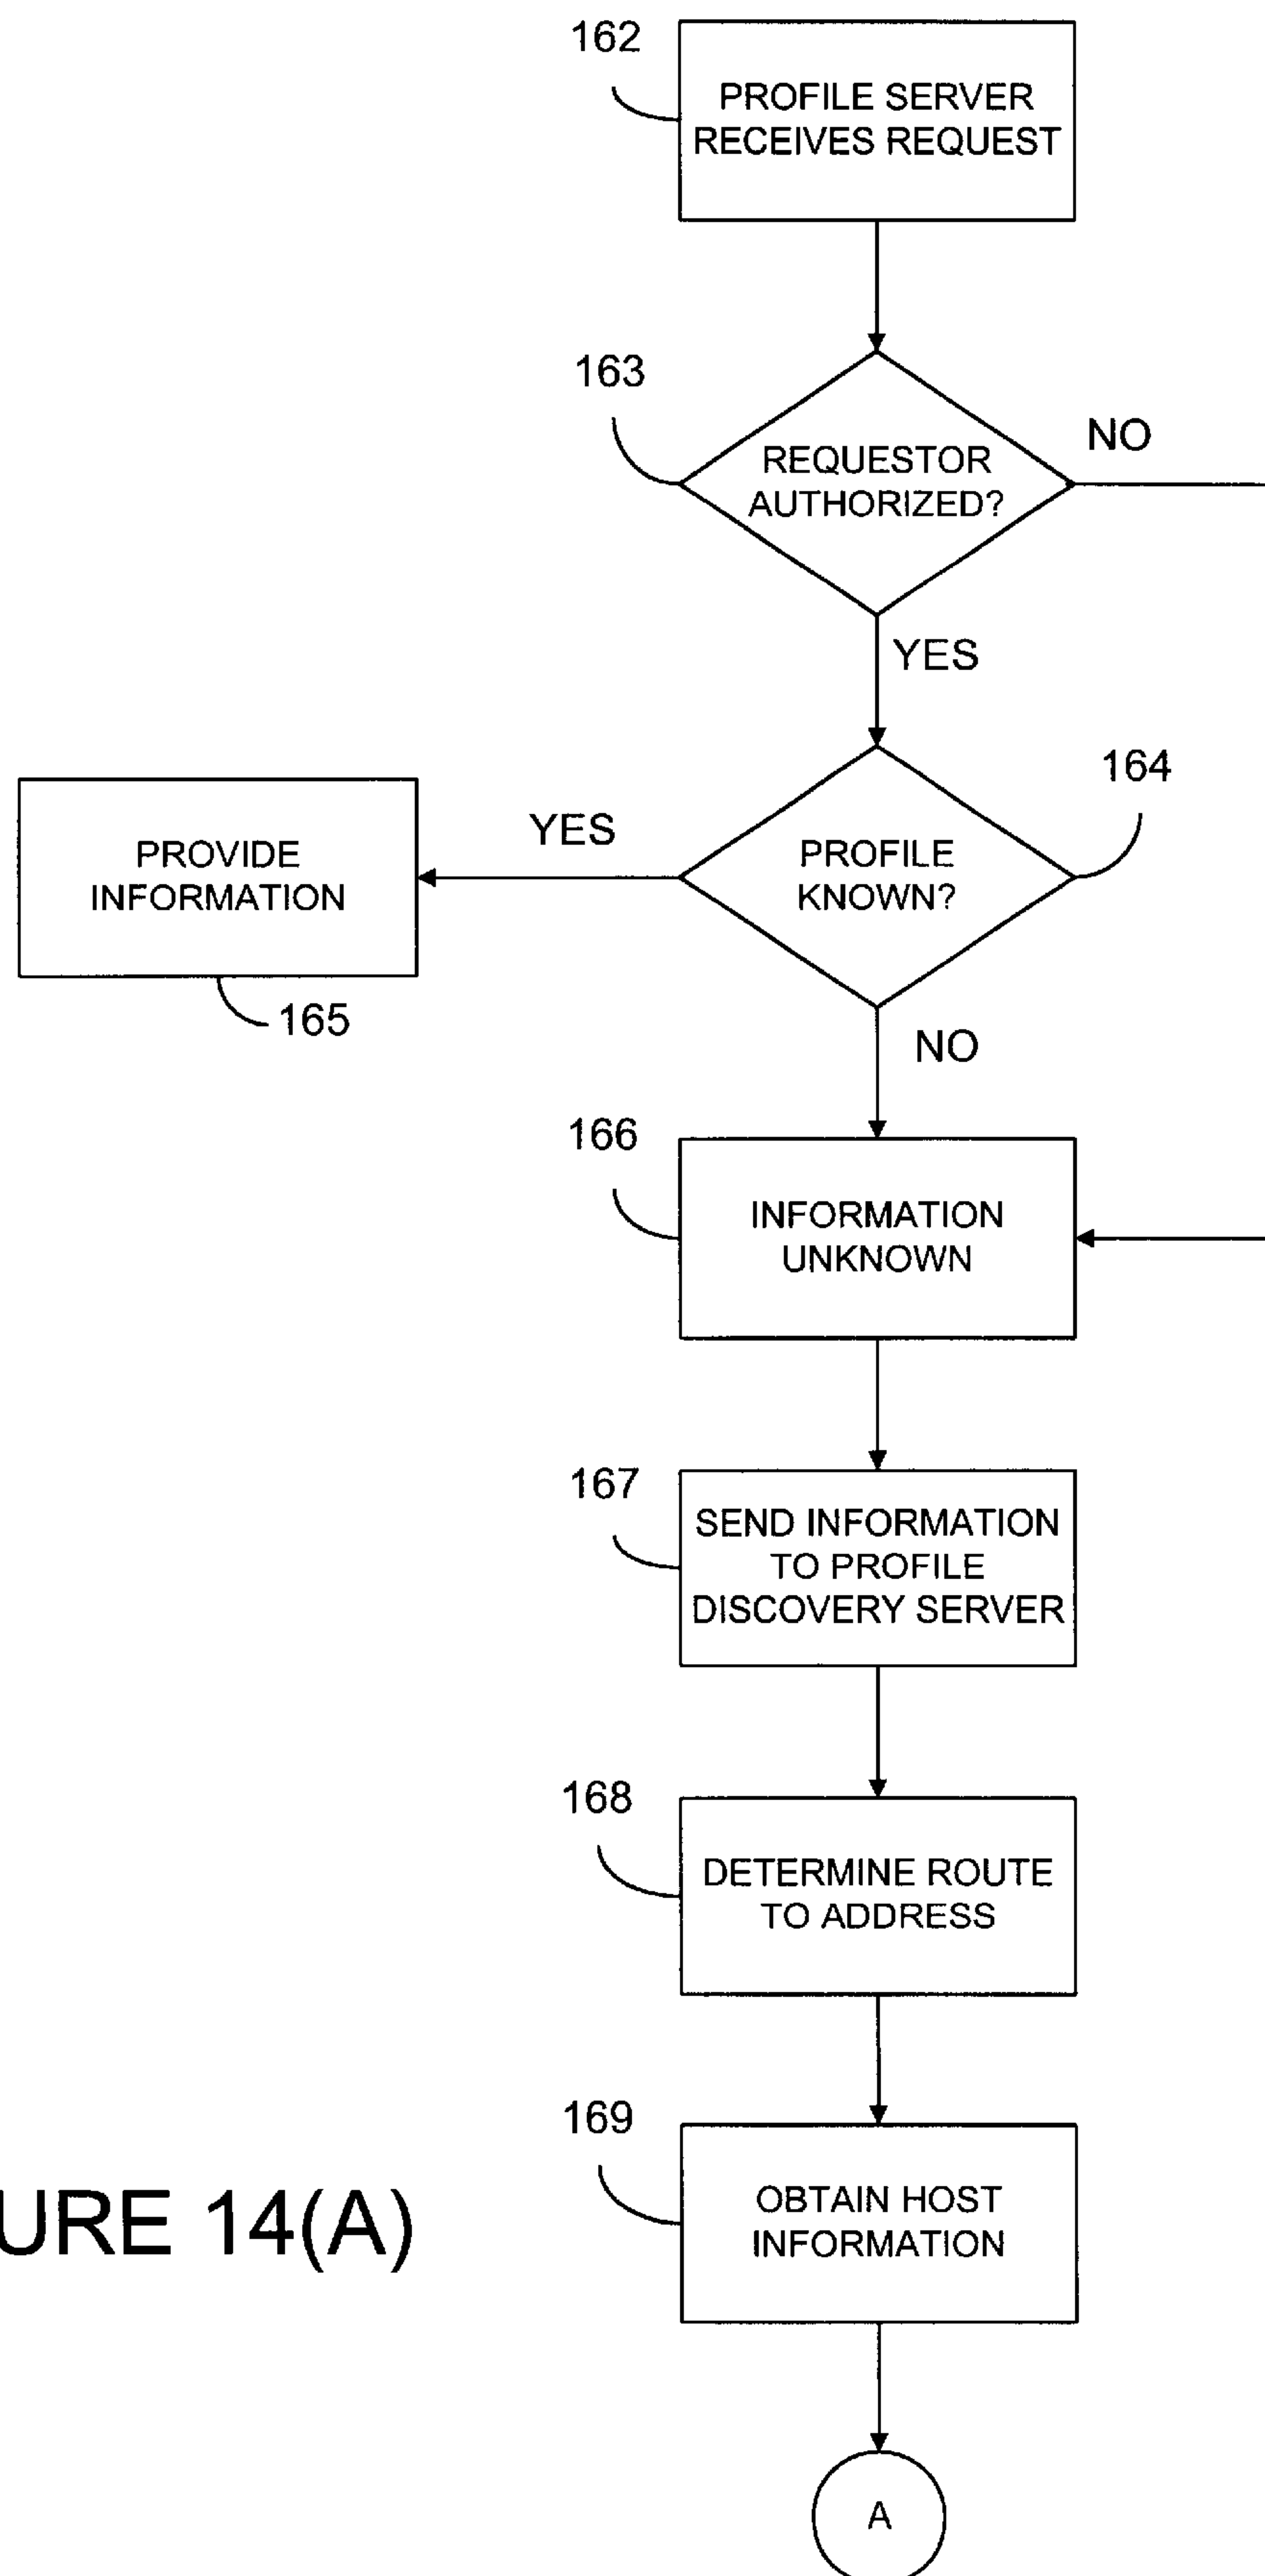 162
PROFILE SERVER
RECEIVES REQUEST
163
REQUESTOR
AUTHORIZED?
NO
YES
164
PROFILE
KNOWN?
YES
PROVIDE
INFORMATION
165
NO
166
INFORMATION
UNKNOWN
167
SEND INFORMATION
TO PROFILE
DISCOVERY SERVER
168
DETERMINE ROUTE
TO ADDRESS
169
OBTAIN HOST
INFORMATION
URE 14(A)
A